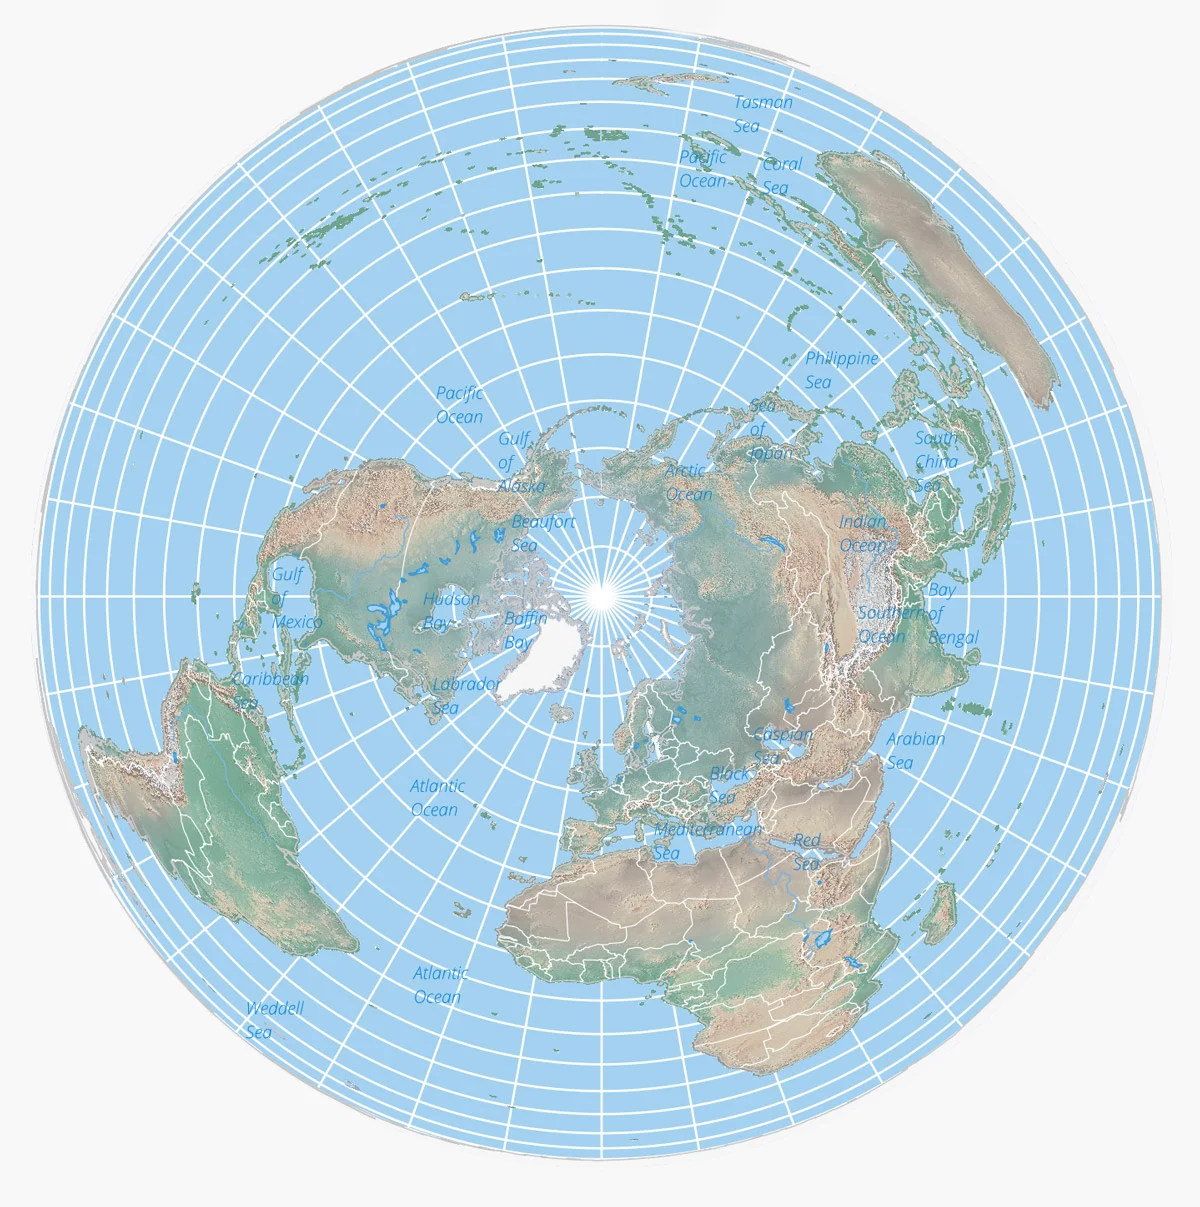 Tasman
Sea
Pacific
Ocean
Coral
Sea
Philippine
Sea
Pacific
Ocean
Sea
of
Japan
Gulf
of
Alaska
South
China
Sea
Arctic
Ocean
Beaufort
Sea
Indian
Ocean
Gulf
of
Mexico
Hudson
Bay
Baffin
Bay
Bay
of
Bengal
Southern
Ocean
Caribbean
Sea
Labrador
Sea
Caspian
Sea
Arabian
Sea
Black
Sea
Atlantic
Ocean
Mediterranean
Sea
Red
Sea
Atlantic
Ocean
Weddell
Sea